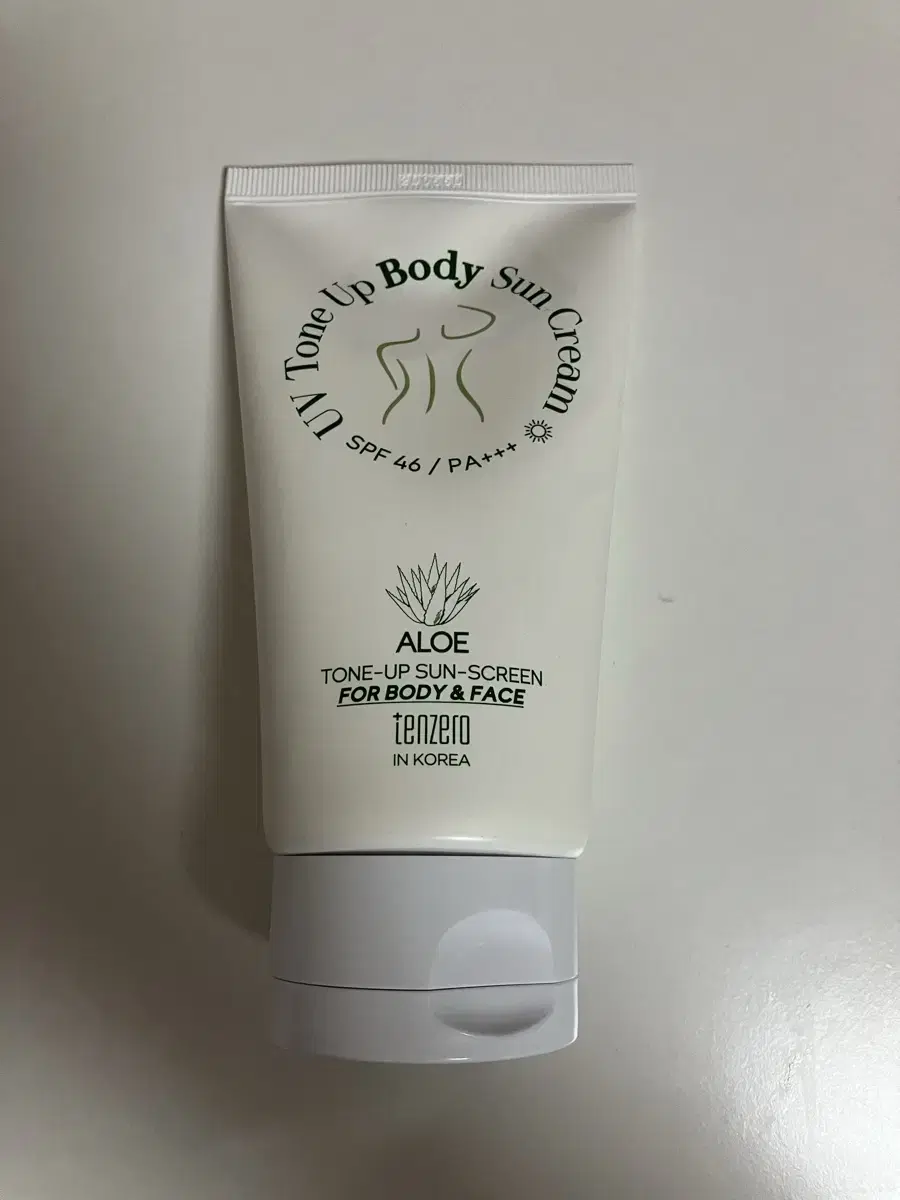 UV Tone Up Body Sun Cream
SPF 46 / PA+++
ALOE
TONE-UP SUN-SCREEN
FOR BODY & FACE
tenzero
IN KOREA